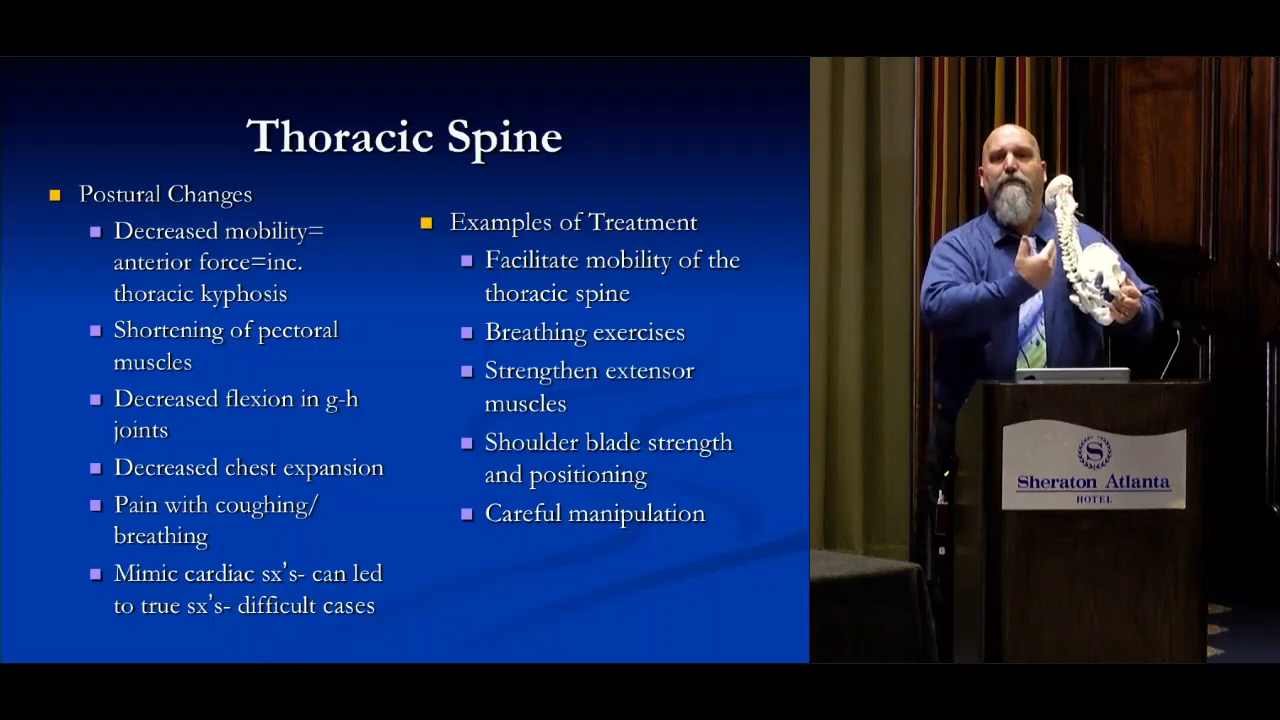 Thoracic Spine
Postural Changes
Decreased mobility=
anterior force=inc.
thoracic kyphosis
Shortening of pectoral
muscles
Decreased flexion in g-h
joints
Decreased chest expansion
Pain with coughing/
breathing
Mimic cardiac sx's- can led
to true sx's- difficult cases
Examples of Treatment
Facilitate mobility of the
thoracic spine
Breathing exercises
Strengthen extensor
muscles
Shoulder blade strength
and positioning
Careful manipulation
S
Sheraton Atlanta
HOTEL